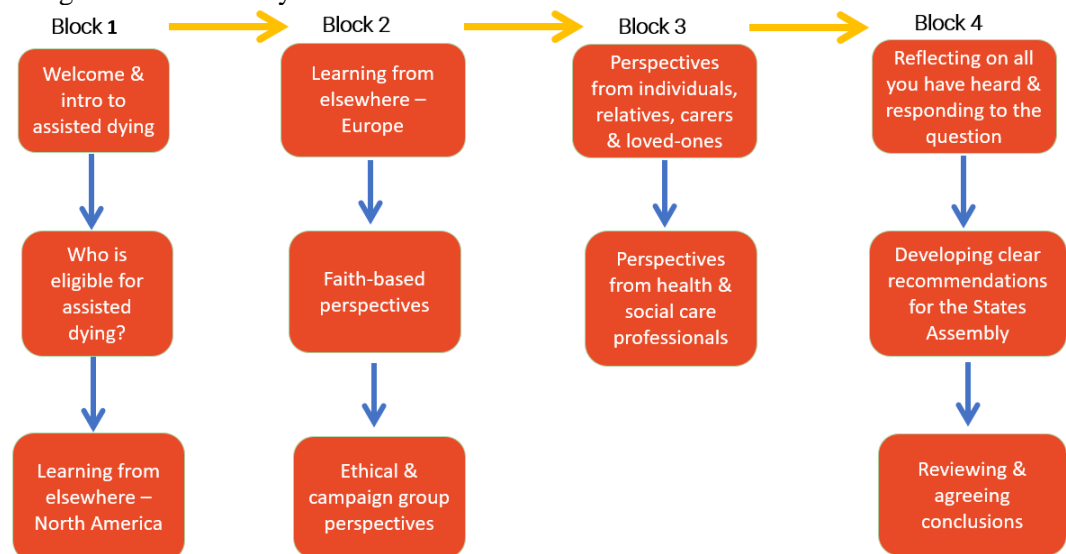 Block 1
Welcome &
intro to
assisted dying
Who is
eligible for
assisted
dying?
Learning from
elsewhere –
North America
Block 2
Learning from
elsewhere –
Europe
Faith-based
perspectives
Ethical &
campaign group
perspectives
Block 3
Perspectives
from individuals,
relatives, carers
& loved-ones
Perspectives
from health &
social care
professionals
Block 4
Reflecting on all
you have heard &
responding to the
question
Developing clear
recommendations
for the States
Assembly
Reviewing &
agreeing
conclusions